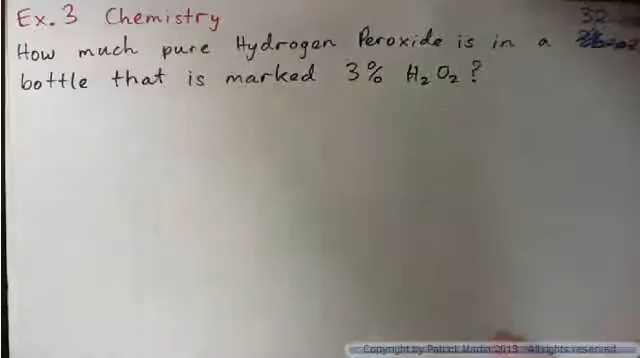 Ex. 3 Chemistry
32
How much pure Hydrogen Peroxide is in a
bottle that is marked 3% H₂O₂?
Copyright by Patrick Martin 2013. All rights reserved